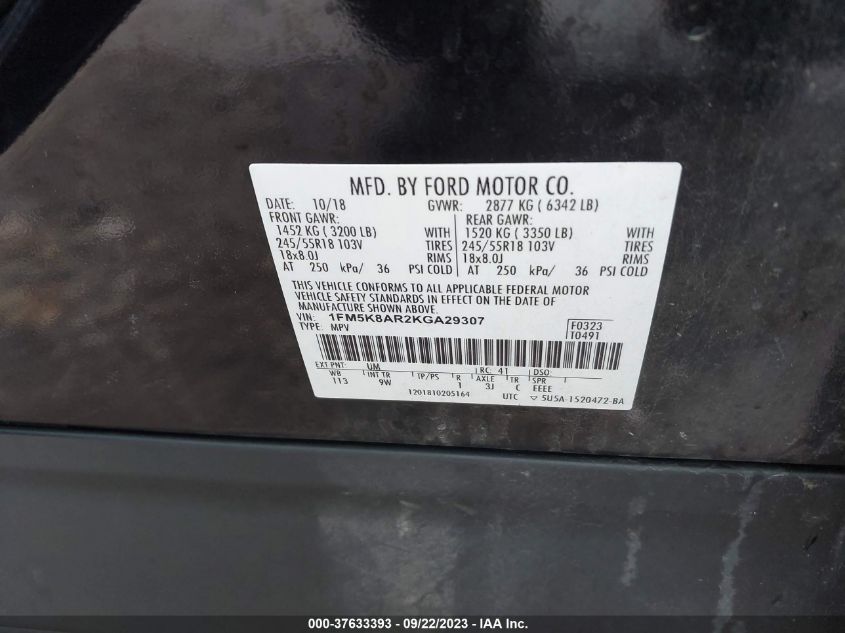 MFD. BY FORD MOTOR CO.
DATE: 10/18 GVWR: 2877 KG ( 6342 LB)
FRONT GAWR: REAR GAWR:
1452 KG ( 3200 LB) WITH 1520 KG ( 3350 LB) WITH
245/55R18 103V TIRES 245/55R18 103V TIRES
18x8.0J RIMS 18x8.0J RIMS
AT 250 kPa/ 36 PSI COLD AT 250 kPa/ 36 PSI COLD
THIS VEHICLE CONFORMS TO ALL APPLICABLE FEDERAL MOTOR
VEHICLE SAFETY STANDARDS IN EFFECT ON THE DATE OF
MANUFACTURE SHOWN ABOVE.
VIN: 1FM5K8AR2KGA29307 F0323
TYPE: MPV T0491
EXT PNT: UM RC: 41 DSO:
WB INT TR TP/PS R AXLE TR SPR
113 9W 1 3J C EEEE
1201810205164 UTC ▽ 5U5A-1520472-BA
000-37633393 - 09/22/2023 - IAA Inc.